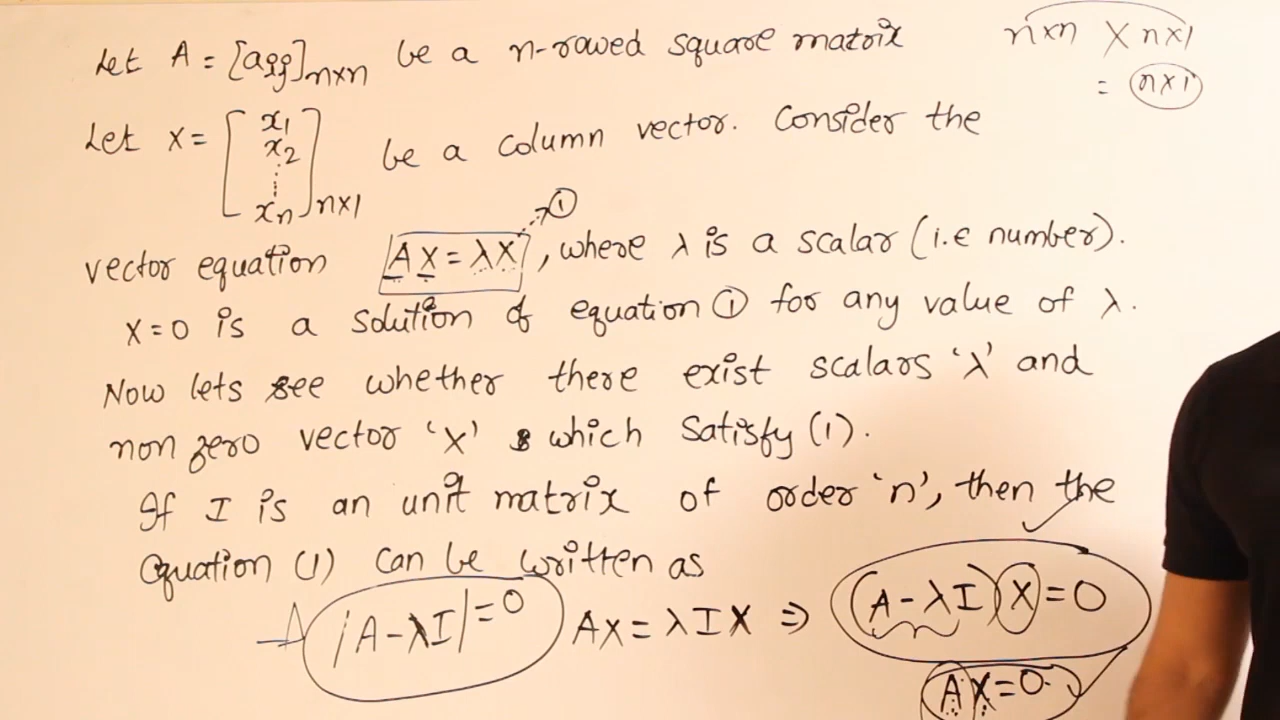 Let A = [aij]n×n be a n-rowed square matrix
n×n × n×1
= n×1
Let X = [x1 x2 ⋮ xn]n×1 be a column vector. Consider the
vector equation AX = λX, where λ is a scalar (i.e number).
①
X=0 is a solution of equation ① for any value of λ.
Now lets see whether there exist scalars 'λ' and
non zero vector 'X' which satisfy (1).
If I is an unit matrix of order 'n', then the
equation (1) can be written as
|A-λI|=0 AX = λIX ⇒ (A-λI)X=0
AX=0